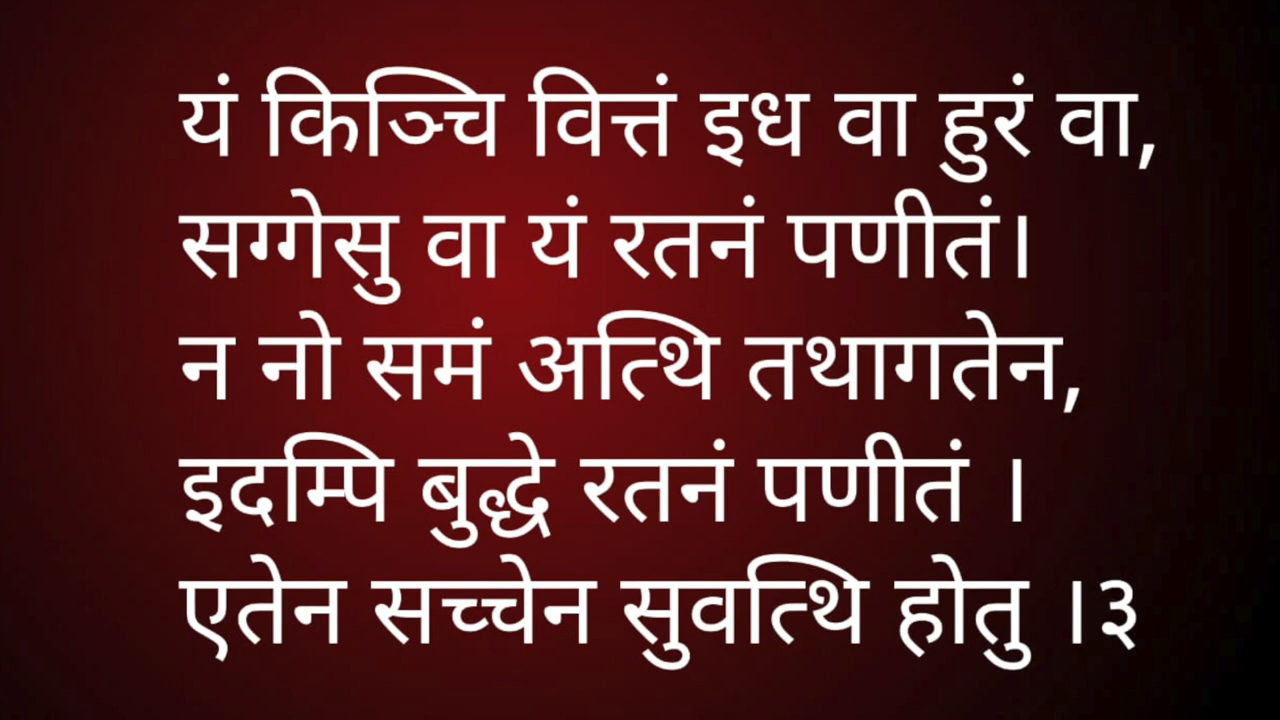 यं किञ्चि वित्तं इध वा हुरं वा,
सग्गेसु वा यं रतनं पणीतं।
न नो समं अत्थि तथागतेन,
इदम्पि बुद्धे रतनं पणीतं ।
एतेन सच्चेन सुवत्थि होतु ।३